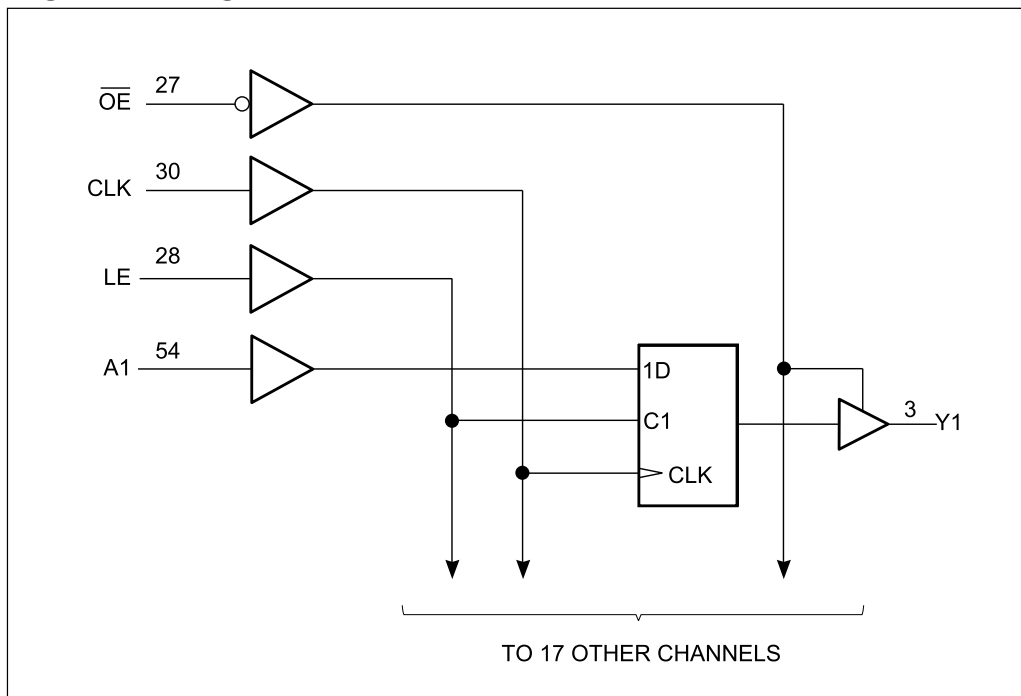 27
OE
30
CLK
28
LE
54
A1
1D
C1
CLK
3
Y1
TO 17 OTHER CHANNELS